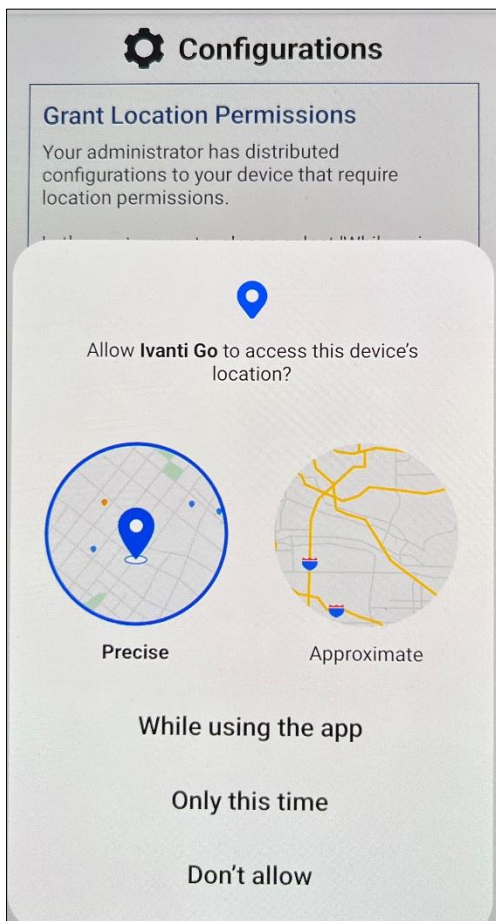 Configurations
Grant Location Permissions
Your administrator has distributed
configurations to your device that require
location permissions.
Allow Ivanti Go to access this device's
location?
Precise
Approximate
While using the app
Only this time
Don't allow